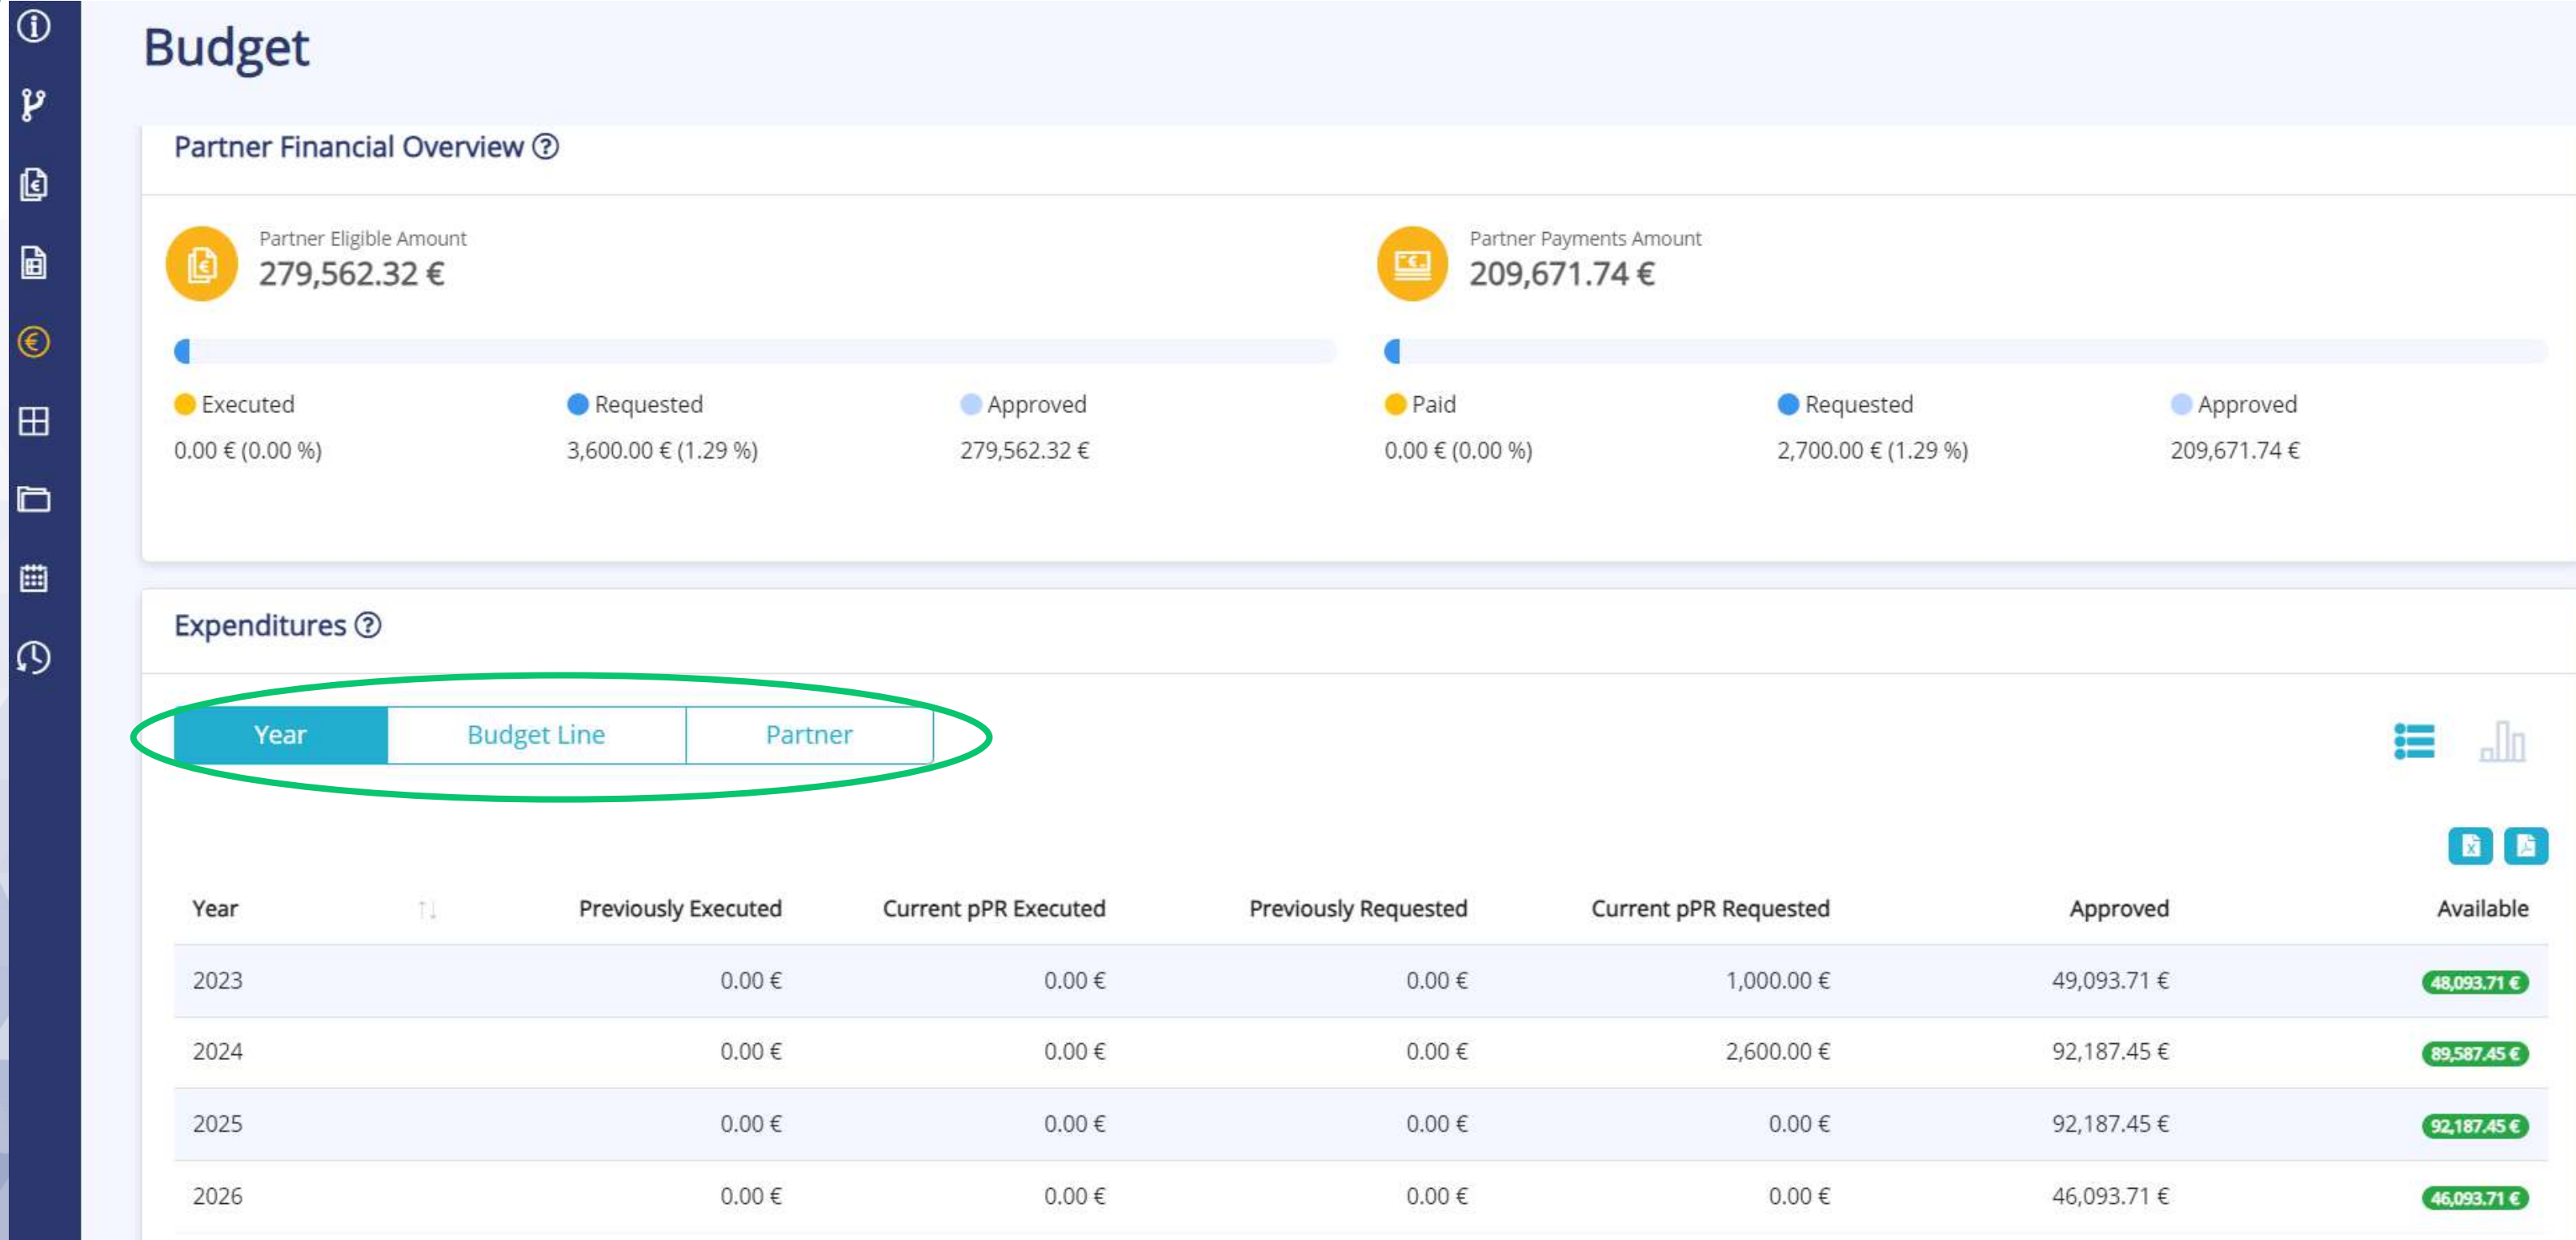 Budget
Partner Financial Overview ?
Partner Eligible Amount
279,562.32 €
Partner Payments Amount
209,671.74 €
Executed Requested Approved
0.00 € (0.00 %) 3,600.00 € (1.29 %) 279,562.32 €
Paid Requested Approved
0.00 € (0.00 %) 2,700.00 € (1.29 %) 209,671.74 €
Expenditures ?
Year Budget Line Partner
Year Previously Executed Current pPR Executed Previously Requested Current pPR Requested Approved Available
2023 0.00 € 0.00 € 0.00 € 1,000.00 € 49,093.71 € 48,093.71 €
2024 0.00 € 0.00 € 0.00 € 2,600.00 € 92,187.45 € 89,587.45 €
2025 0.00 € 0.00 € 0.00 € 0.00 € 92,187.45 € 92,187.45 €
2026 0.00 € 0.00 € 0.00 € 0.00 € 46,093.71 € 46,093.71 €